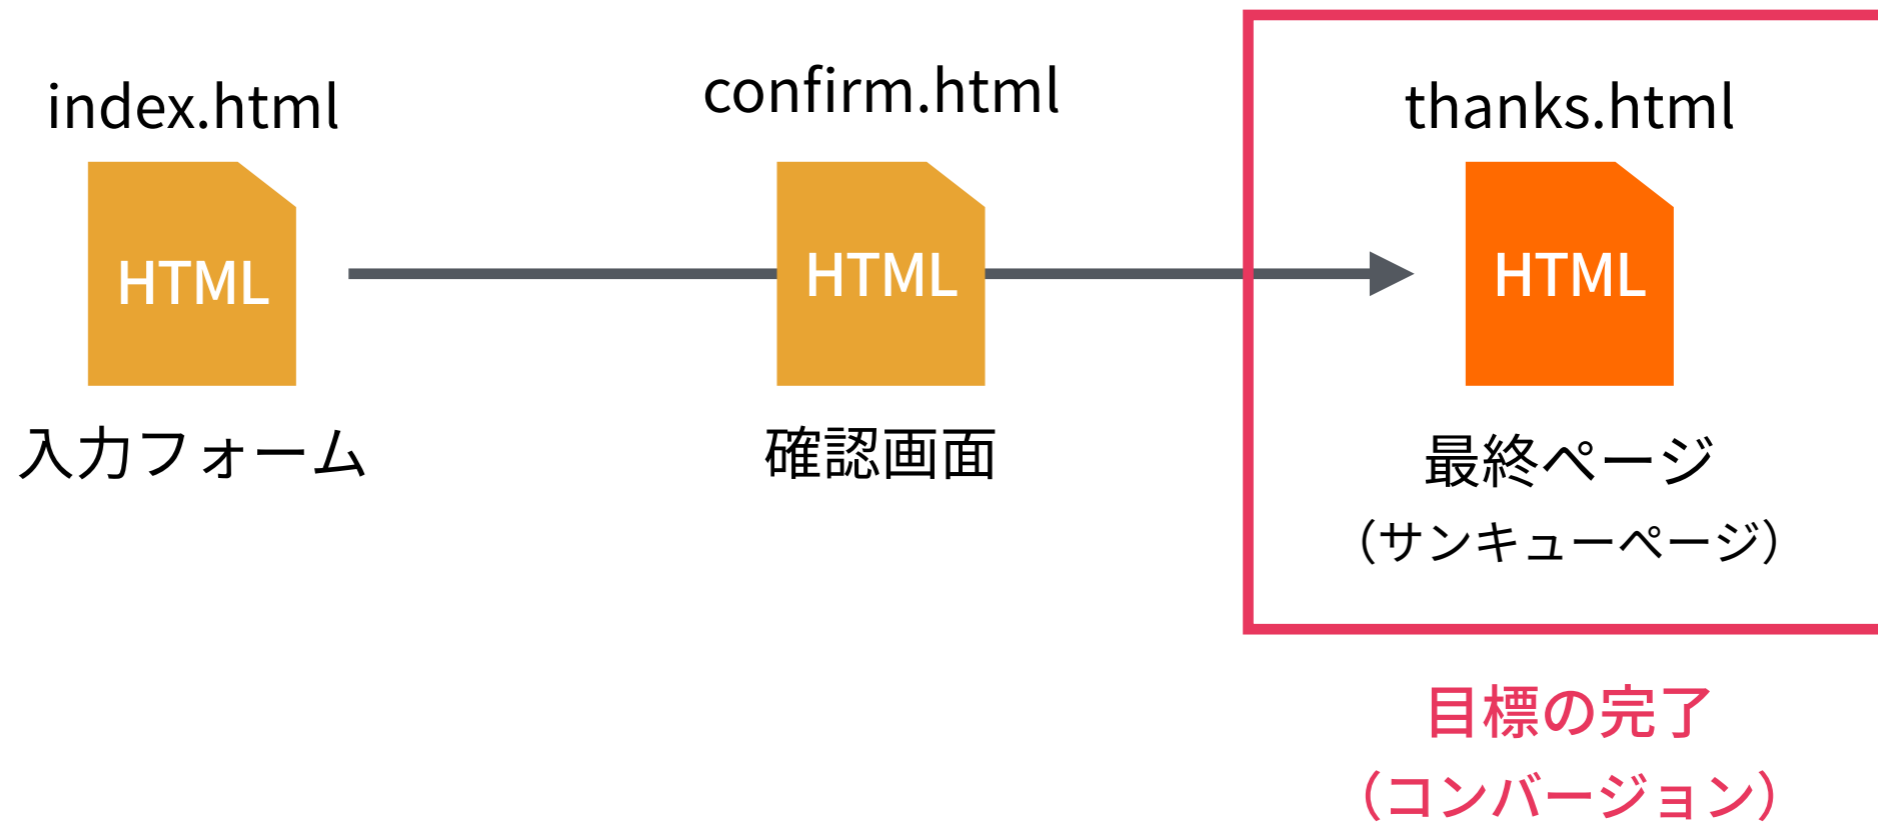 index.html
HTML
入力フォーム
confirm.html
HTML
確認画面
thanks.html
HTML
最終ページ
（サンキューページ）
目標の完了
（コンバージョン）